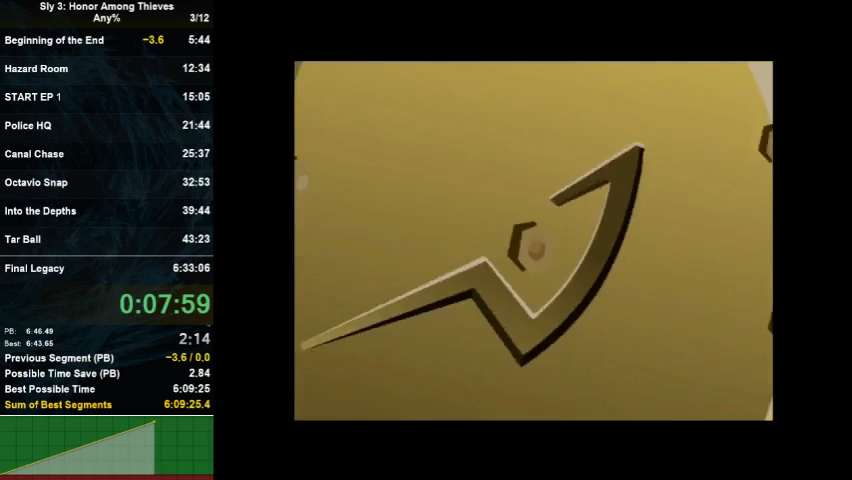 Sly 3: Honor Among Thieves
Any% 3/12
Beginning of the End −3.6 5:44
Hazard Room 12:34
START EP 1 15:05
Police HQ 21:44
Canal Chase 25:37
Octavio Snap 32:53
Into the Depths 39:44
Tar Ball 43:23
Final Legacy 6:33:06
0:07:59
PB: 6:46.49
Best: 6:43.65
2:14
Previous Segment (PB) −3.6 / 0.0
Possible Time Save (PB) 2.84
Best Possible Time 6:09:25
Sum of Best Segments 6:09:25.4